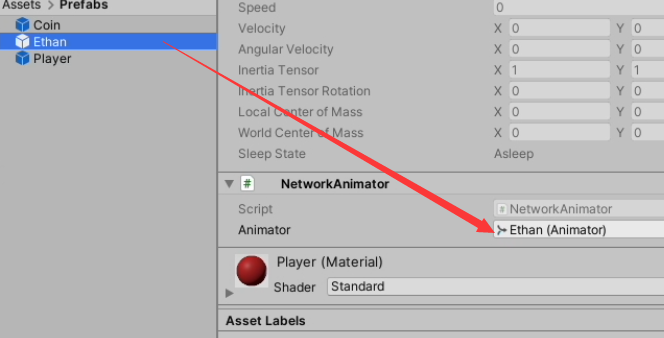 Assets > Prefabs
Coin
Ethan
Player
Speed 0
Velocity X 0 Y 0
Angular Velocity X 0 Y 0
Inertia Tensor X 1 Y 1
Inertia Tensor Rotation X 0 Y 0
Local Center of Mass X 0 Y 0
World Center of Mass X 0 Y 0
Sleep State Asleep
# NetworkAnimator
Script # NetworkAnimator
Animator Ethan (Animator)
Player (Material)
Shader Standard
Asset Labels